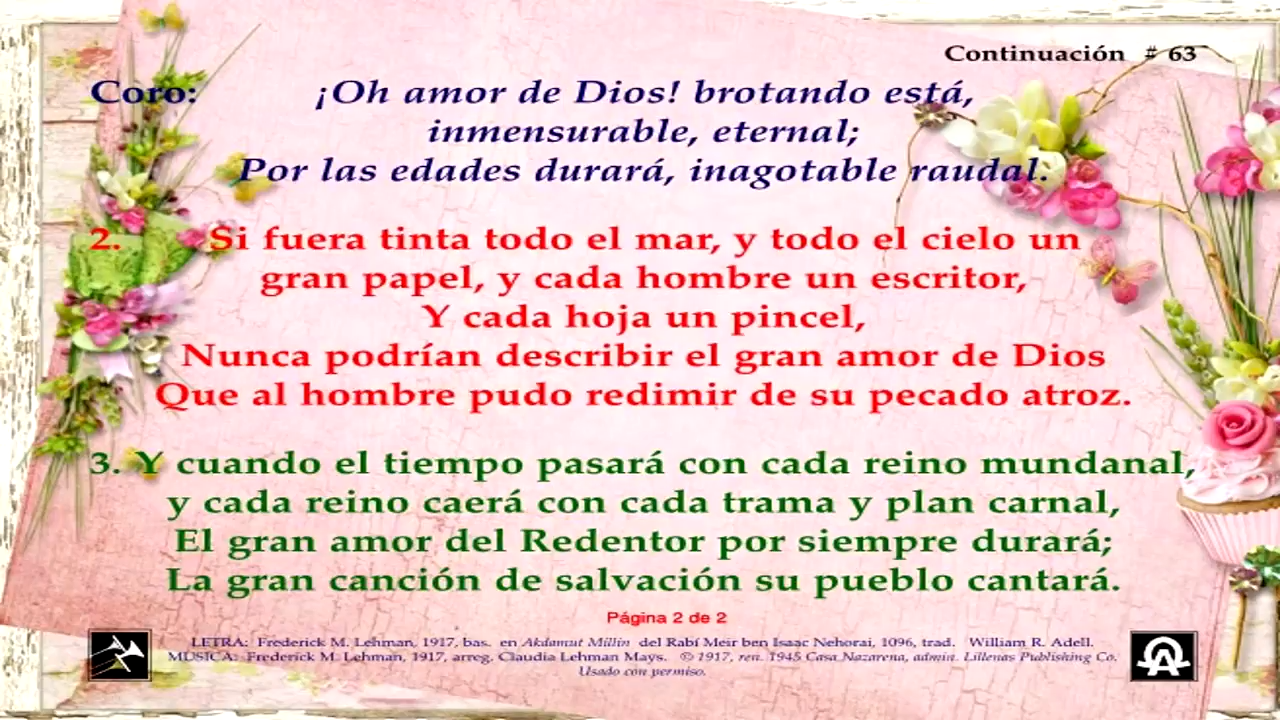 Continuación # 63
Coro: ¡Oh amor de Dios! brotando está,
inmensurable, eternal;
Por las edades durará, inagotable raudal.
2. Si fuera tinta todo el mar, y todo el cielo un
gran papel, y cada hombre un escritor,
Y cada hoja un pincel,
Nunca podrían describir el gran amor de Dios
Que al hombre pudo redimir de su pecado atroz.
3. Y cuando el tiempo pasará con cada reino mundanal,
y cada reino caerá con cada trama y plan carnal,
El gran amor del Redentor por siempre durará;
La gran canción de salvación su pueblo cantará.
Página 2 de 2
LETRA: Frederick M. Lehman, 1917, bas. en Akdamut Millin del Rabí Meir ben Isaac Nehorai, 1096, trad. William R. Adell.
MÚSICA: Frederick M. Lehman, 1917, arreg. Claudia Lehman Mays. © 1917, ren. 1945 Casa Nazarena, admin. Lillenas Publishing Co.
Usado con permiso.